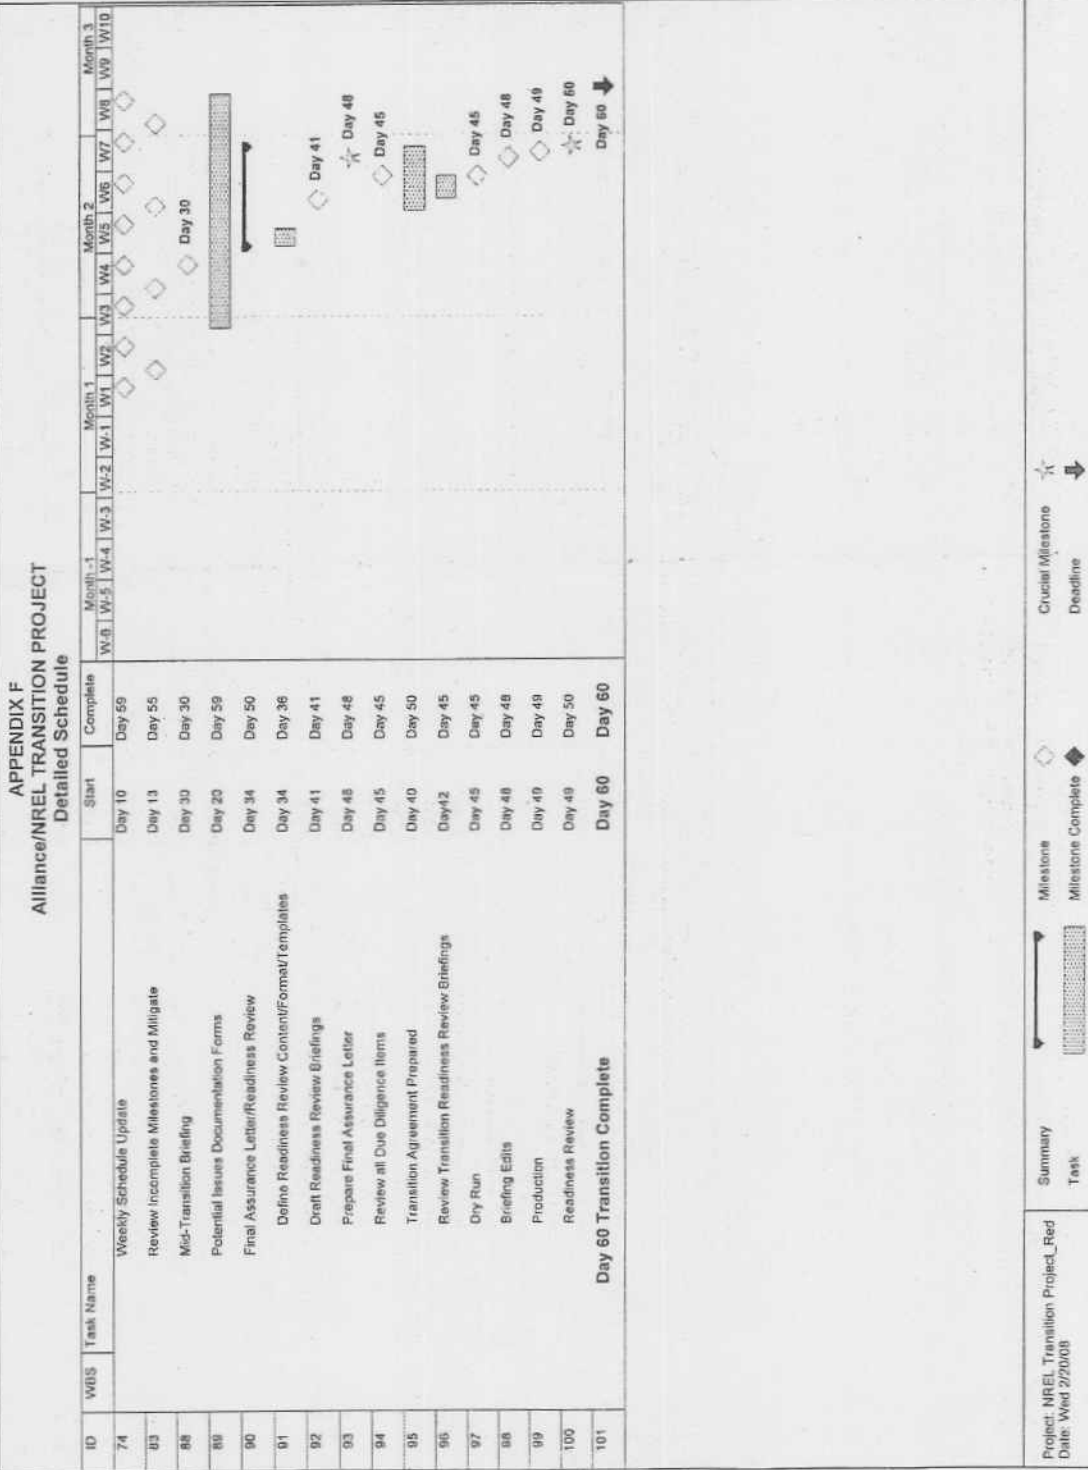 APPENDIX F
Alliance/NREL TRANSITION PROJECT
Detailed Schedule
ID WBS Task Name Start Complete Month -1 Month 1 Month 2 Month 3
W-6 W-5 W-4 W-3 W-2 W-1 W1 W2 W3 W4 W5 W6 W7 W8 W9 W10
74 Weekly Schedule Update Day 10 Day 59
83 Review Incomplete Milestones and Mitigate Day 13 Day 55
88 Mid-Transition Briefing Day 30 Day 30 Day 30
89 Potential Issues Documentation Forms Day 20 Day 59
90 Final Assurance Letter/Readiness Review Day 34 Day 50
91 Define Readiness Review Content/Format/Templates Day 34 Day 36
92 Draft Readiness Review Briefings Day 41 Day 41 Day 41
93 Prepare Final Assurance Letter Day 48 Day 48 Day 48
94 Review all Due Diligence Items Day 45 Day 45 Day 45
95 Transition Agreement Prepared Day 40 Day 50
96 Review Transition Readiness Review Briefings Day42 Day 45
97 Dry Run Day 45 Day 45 Day 45
98 Briefing Edits Day 48 Day 48 Day 48
99 Production Day 49 Day 49 Day 49
100 Readiness Review Day 49 Day 50 Day 50
101 Day 60 Transition Complete Day 60 Day 60 Day 60
Project: NREL Transition Project_Red
Date: Wed 2/20/08
Summary Milestone Crucial Milestone
Task Milestone Complete Deadline